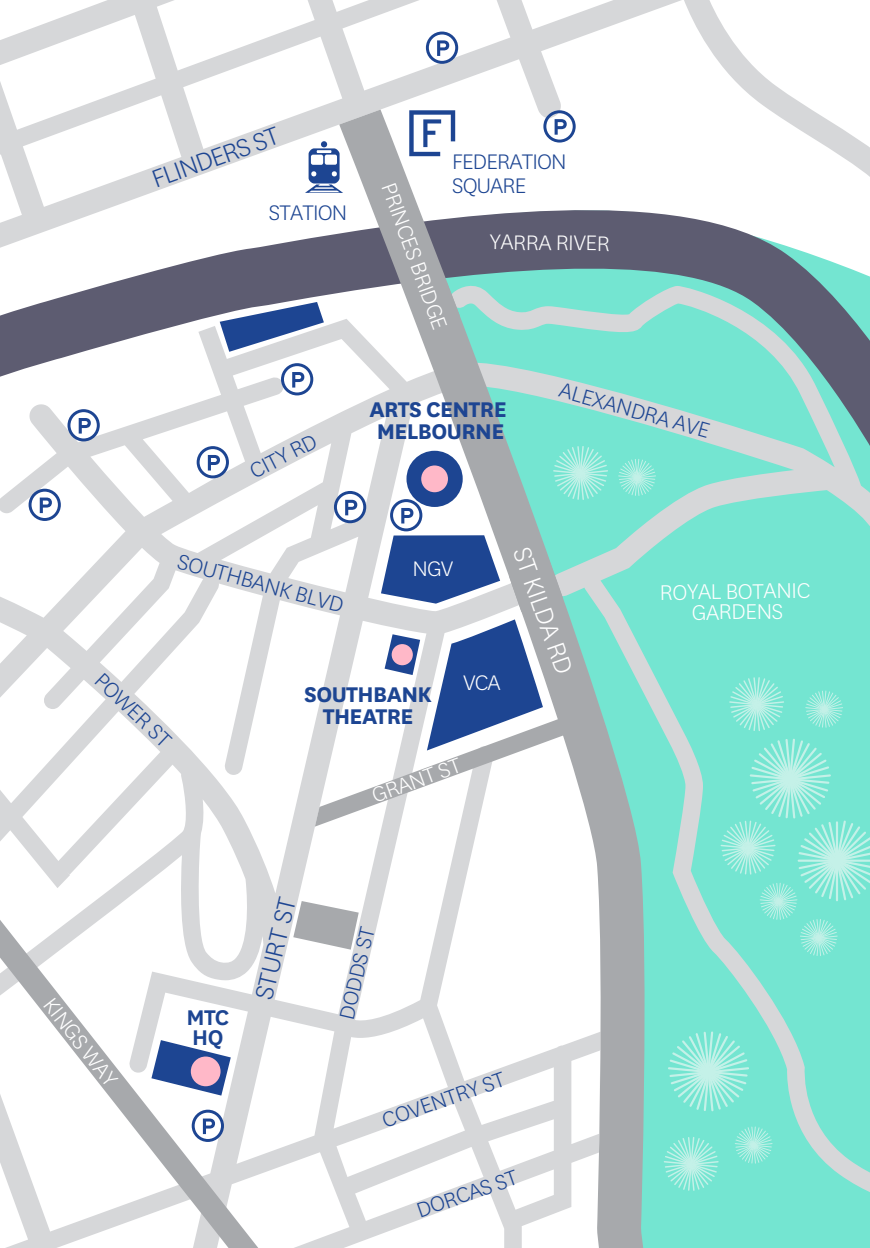 P
P
F
FLINDERS ST
FEDERATION
SQUARE
STATION
PRINCES BRIDGE
YARRA RIVER
P
ALEXANDRA AVE
ARTS CENTRE
MELBOURNE
P
CITY RD
P
P
P
P
NGV
SOUTHBANK BLVD
ST KILDA RD
ROYAL BOTANIC
GARDENS
SOUTHBANK
THEATRE
VCA
POWER ST
GRANT ST
STURT ST
DODDS ST
MTC
HQ
KINGS WAY
P
COVENTRY ST
DORCAS ST